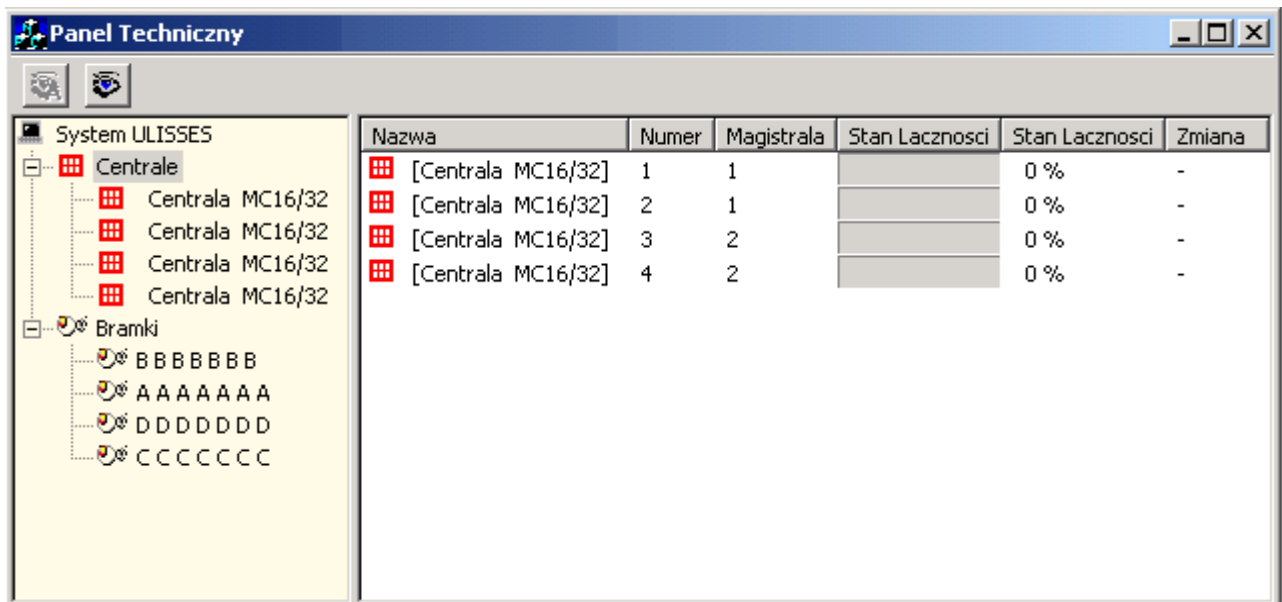 Panel Techniczny
System ULISSES
Centrale
Centrala MC16/32
Centrala MC16/32
Centrala MC16/32
Centrala MC16/32
Bramki
B B B B B B B
A A A A A A A
D D D D D D D
C C C C C C C
Nazwa Numer Magistrala Stan Lacznosci Stan Lacznosci Zmiana
[Centrala MC16/32] 1 1 0 % -
[Centrala MC16/32] 2 1 0 % -
[Centrala MC16/32] 3 2 0 % -
[Centrala MC16/32] 4 2 0 % -